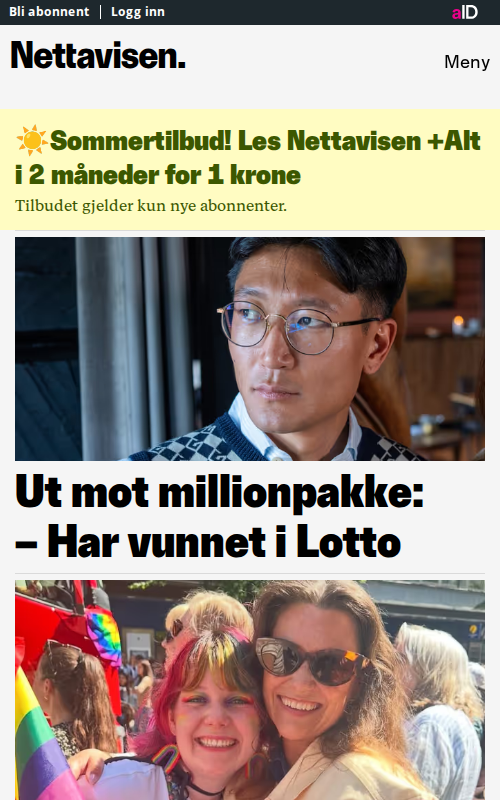 Bli abonnent
Logg inn
aID
Nettavisen.
Meny
☀️Sommertilbud! Les Nettavisen +Alt
i 2 måneder for 1 krone
Tilbudet gjelder kun nye abonnenter.
Ut mot millionpakke:
– Har vunnet i Lotto